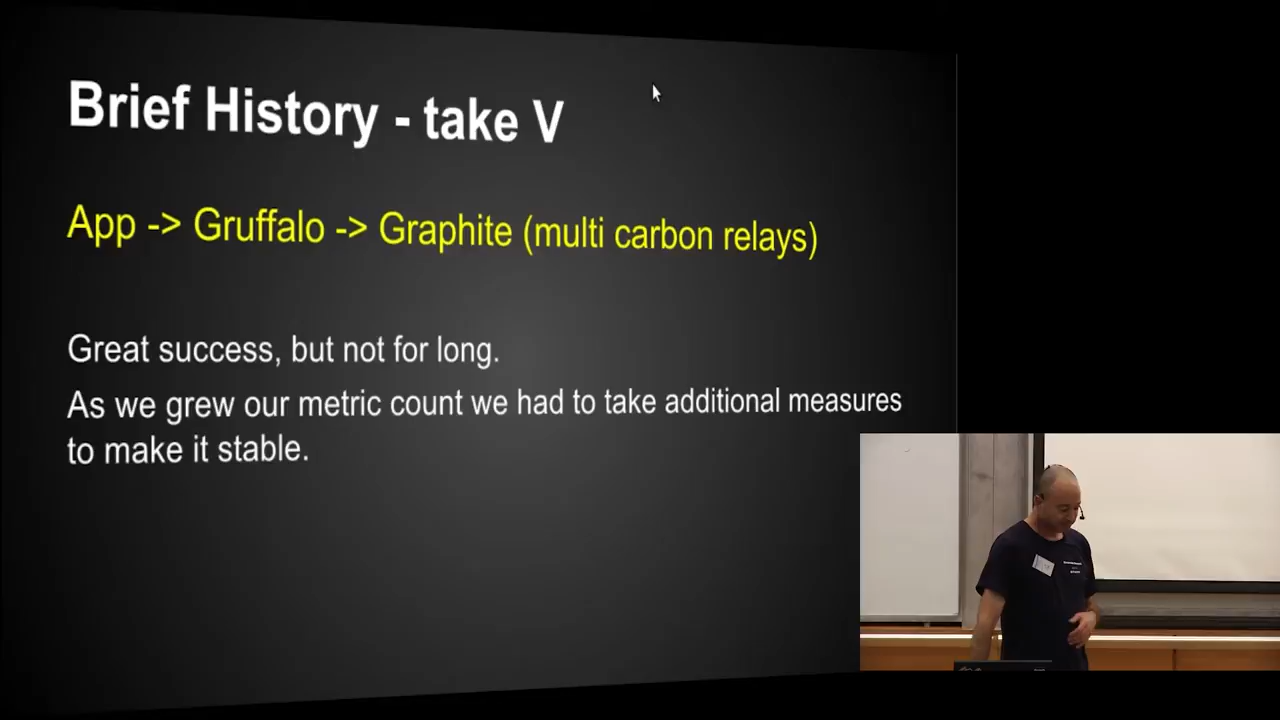 Brief History - take V
App -> Gruffalo -> Graphite (multi carbon relays)
Great success, but not for long.
As we grew our metric count we had to take additional measures
to make it stable.